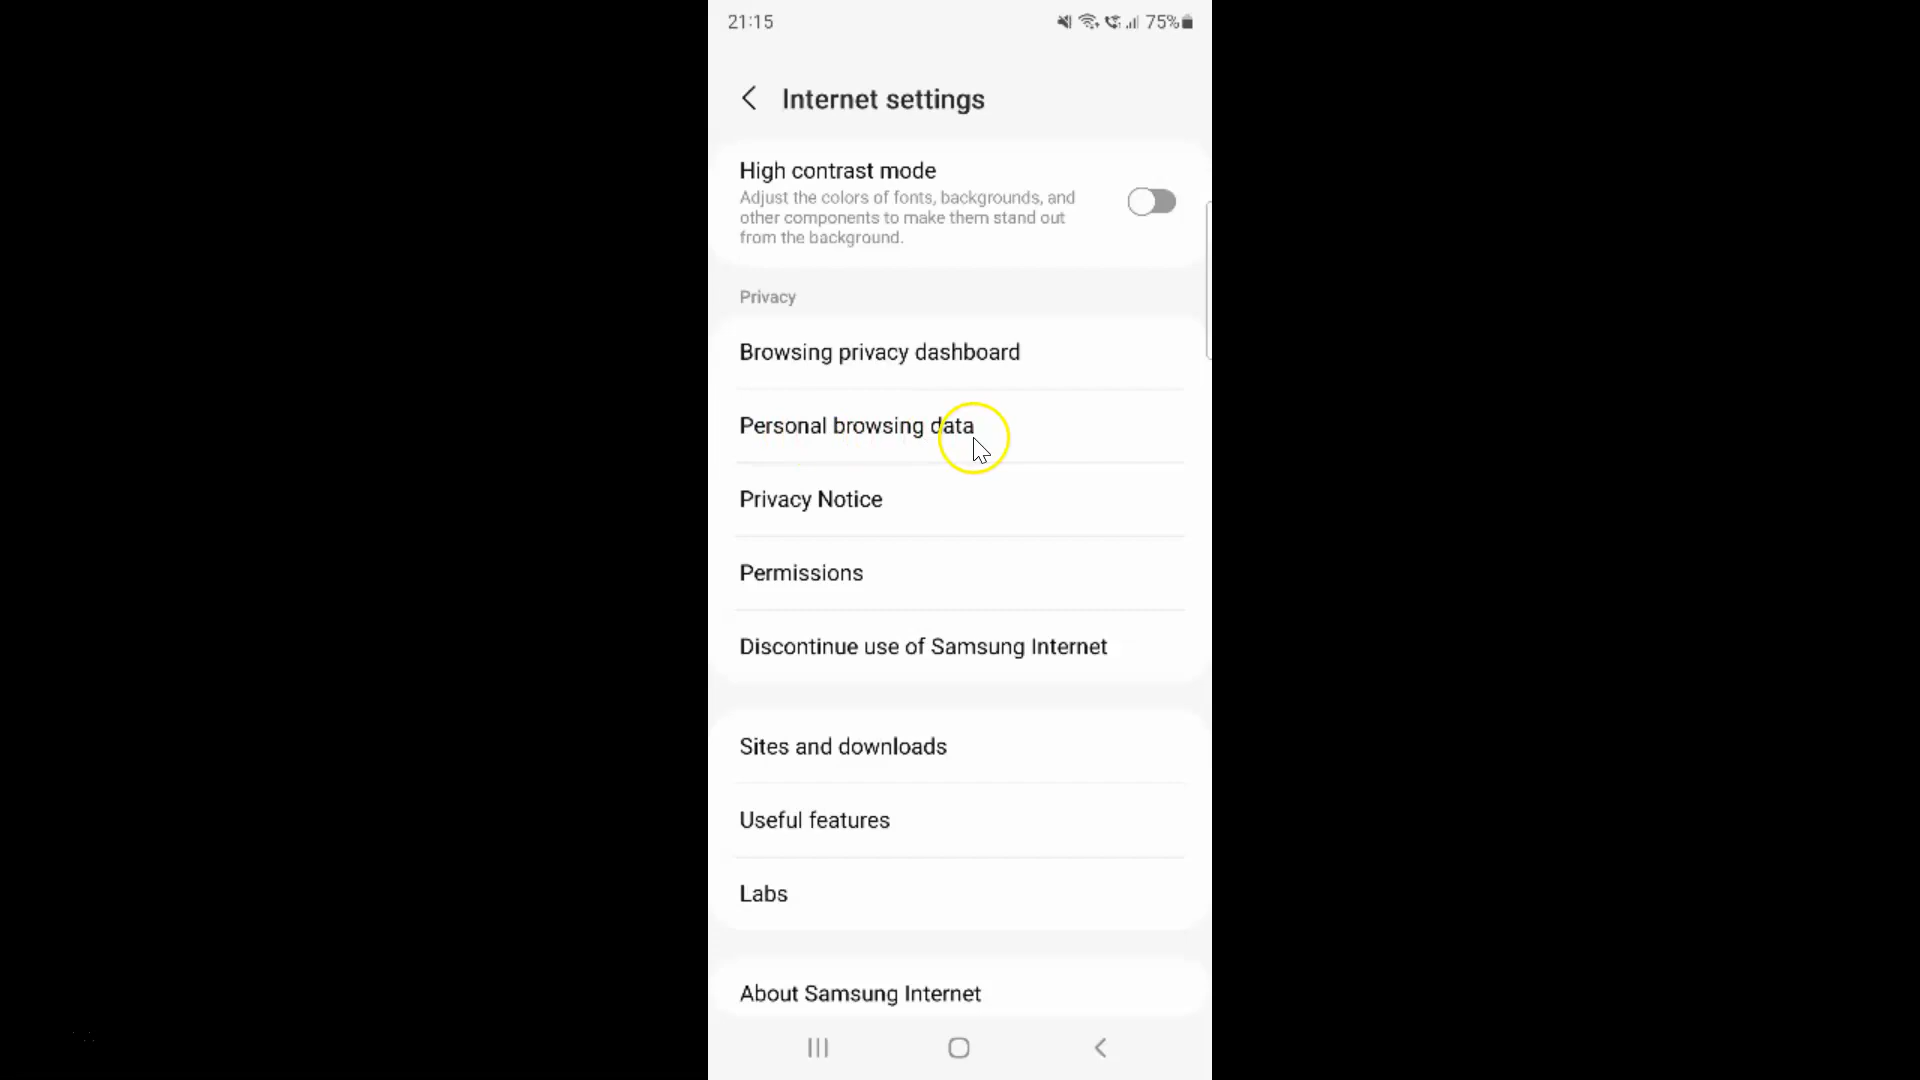 21:15
75%
Internet settings
High contrast mode
Adjust the colors of fonts, backgrounds, and
other components to make them stand out
from the background.
Privacy
Browsing privacy dashboard
Personal browsing data
Privacy Notice
Permissions
Discontinue use of Samsung Internet
Sites and downloads
Useful features
Labs
About Samsung Internet